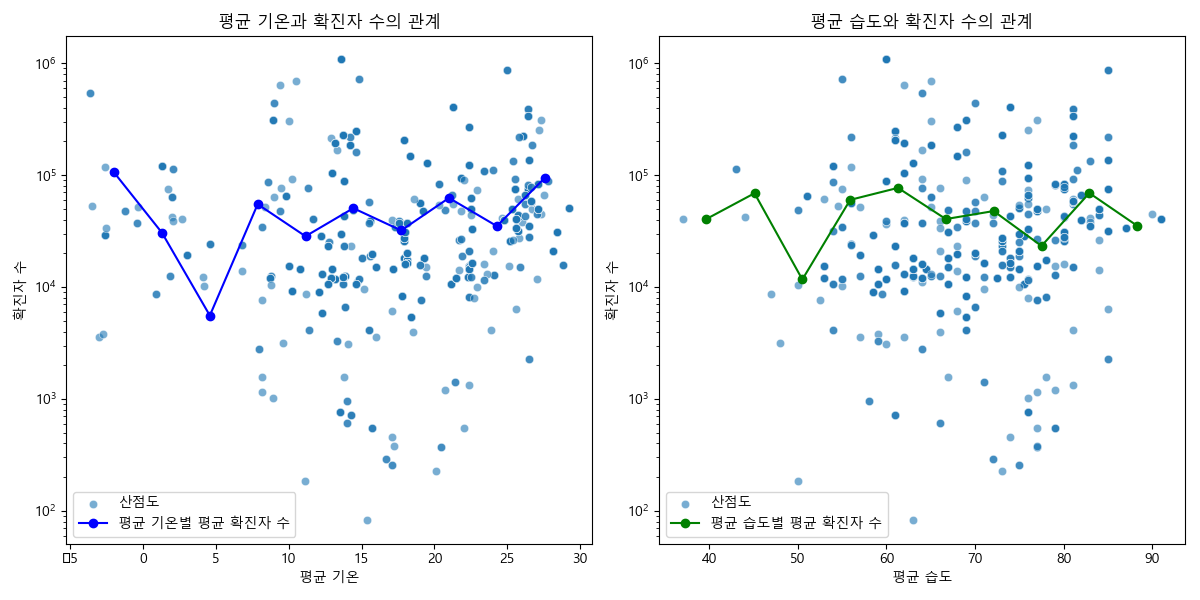 평균 기온과 확진자 수의 관계
확진자 수
10⁶
10⁵
10⁴
10³
10²
산점도
평균 기온별 평균 확진자 수
▯5 0 5 10 15 20 25 30
평균 기온
평균 습도와 확진자 수의 관계
확진자 수
10⁶
10⁵
10⁴
10³
10²
산점도
평균 습도별 평균 확진자 수
40 50 60 70 80 90
평균 습도